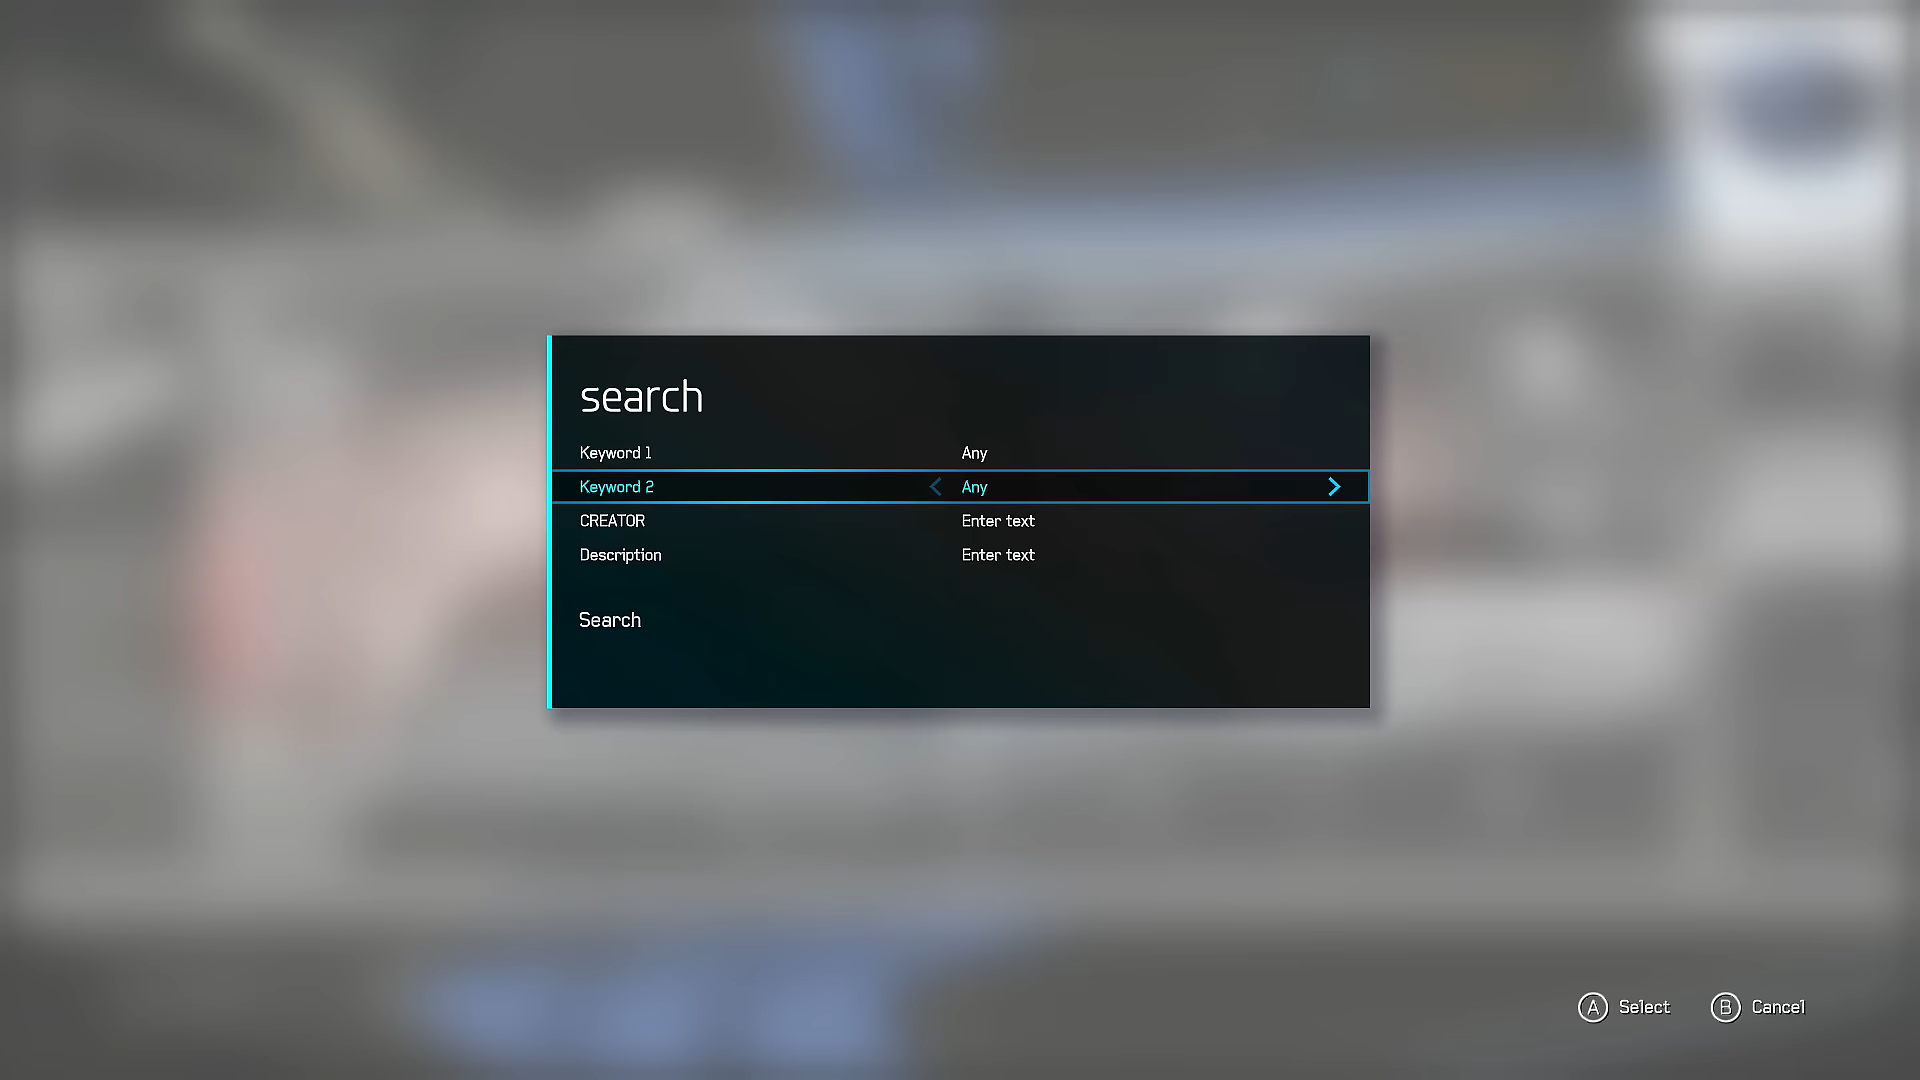 search
Keyword 1 Any
Keyword 2 Any
CREATOR Enter text
Description Enter text
Search
A Select B Cancel